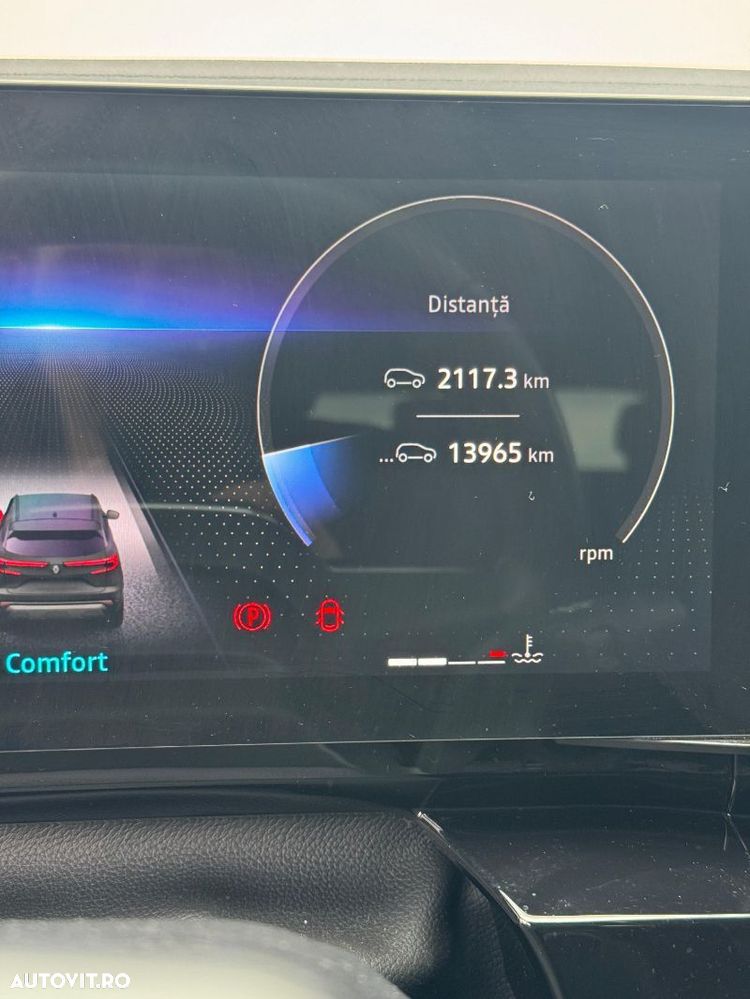 Distanță
2117.3 km
...13965 km
rpm
P
Comfort
AUTOVIT.RO